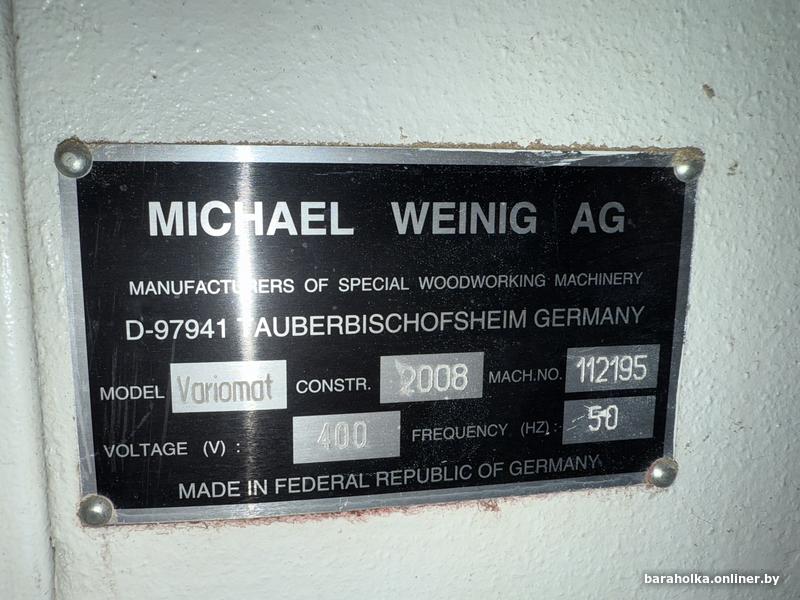 MICHAEL WEINIG AG
MANUFACTURERS OF SPECIAL WOODWORKING MACHINERY
D-97941 TAUBERBISCHOFSHEIM GERMANY
MODEL Variomat CONSTR. 2008 MACH.NO. 112195
VOLTAGE (V) : 400 FREQUENCY (HZ) : 50
MADE IN FEDERAL REPUBLIC OF GERMANY
baraholka.onliner.by